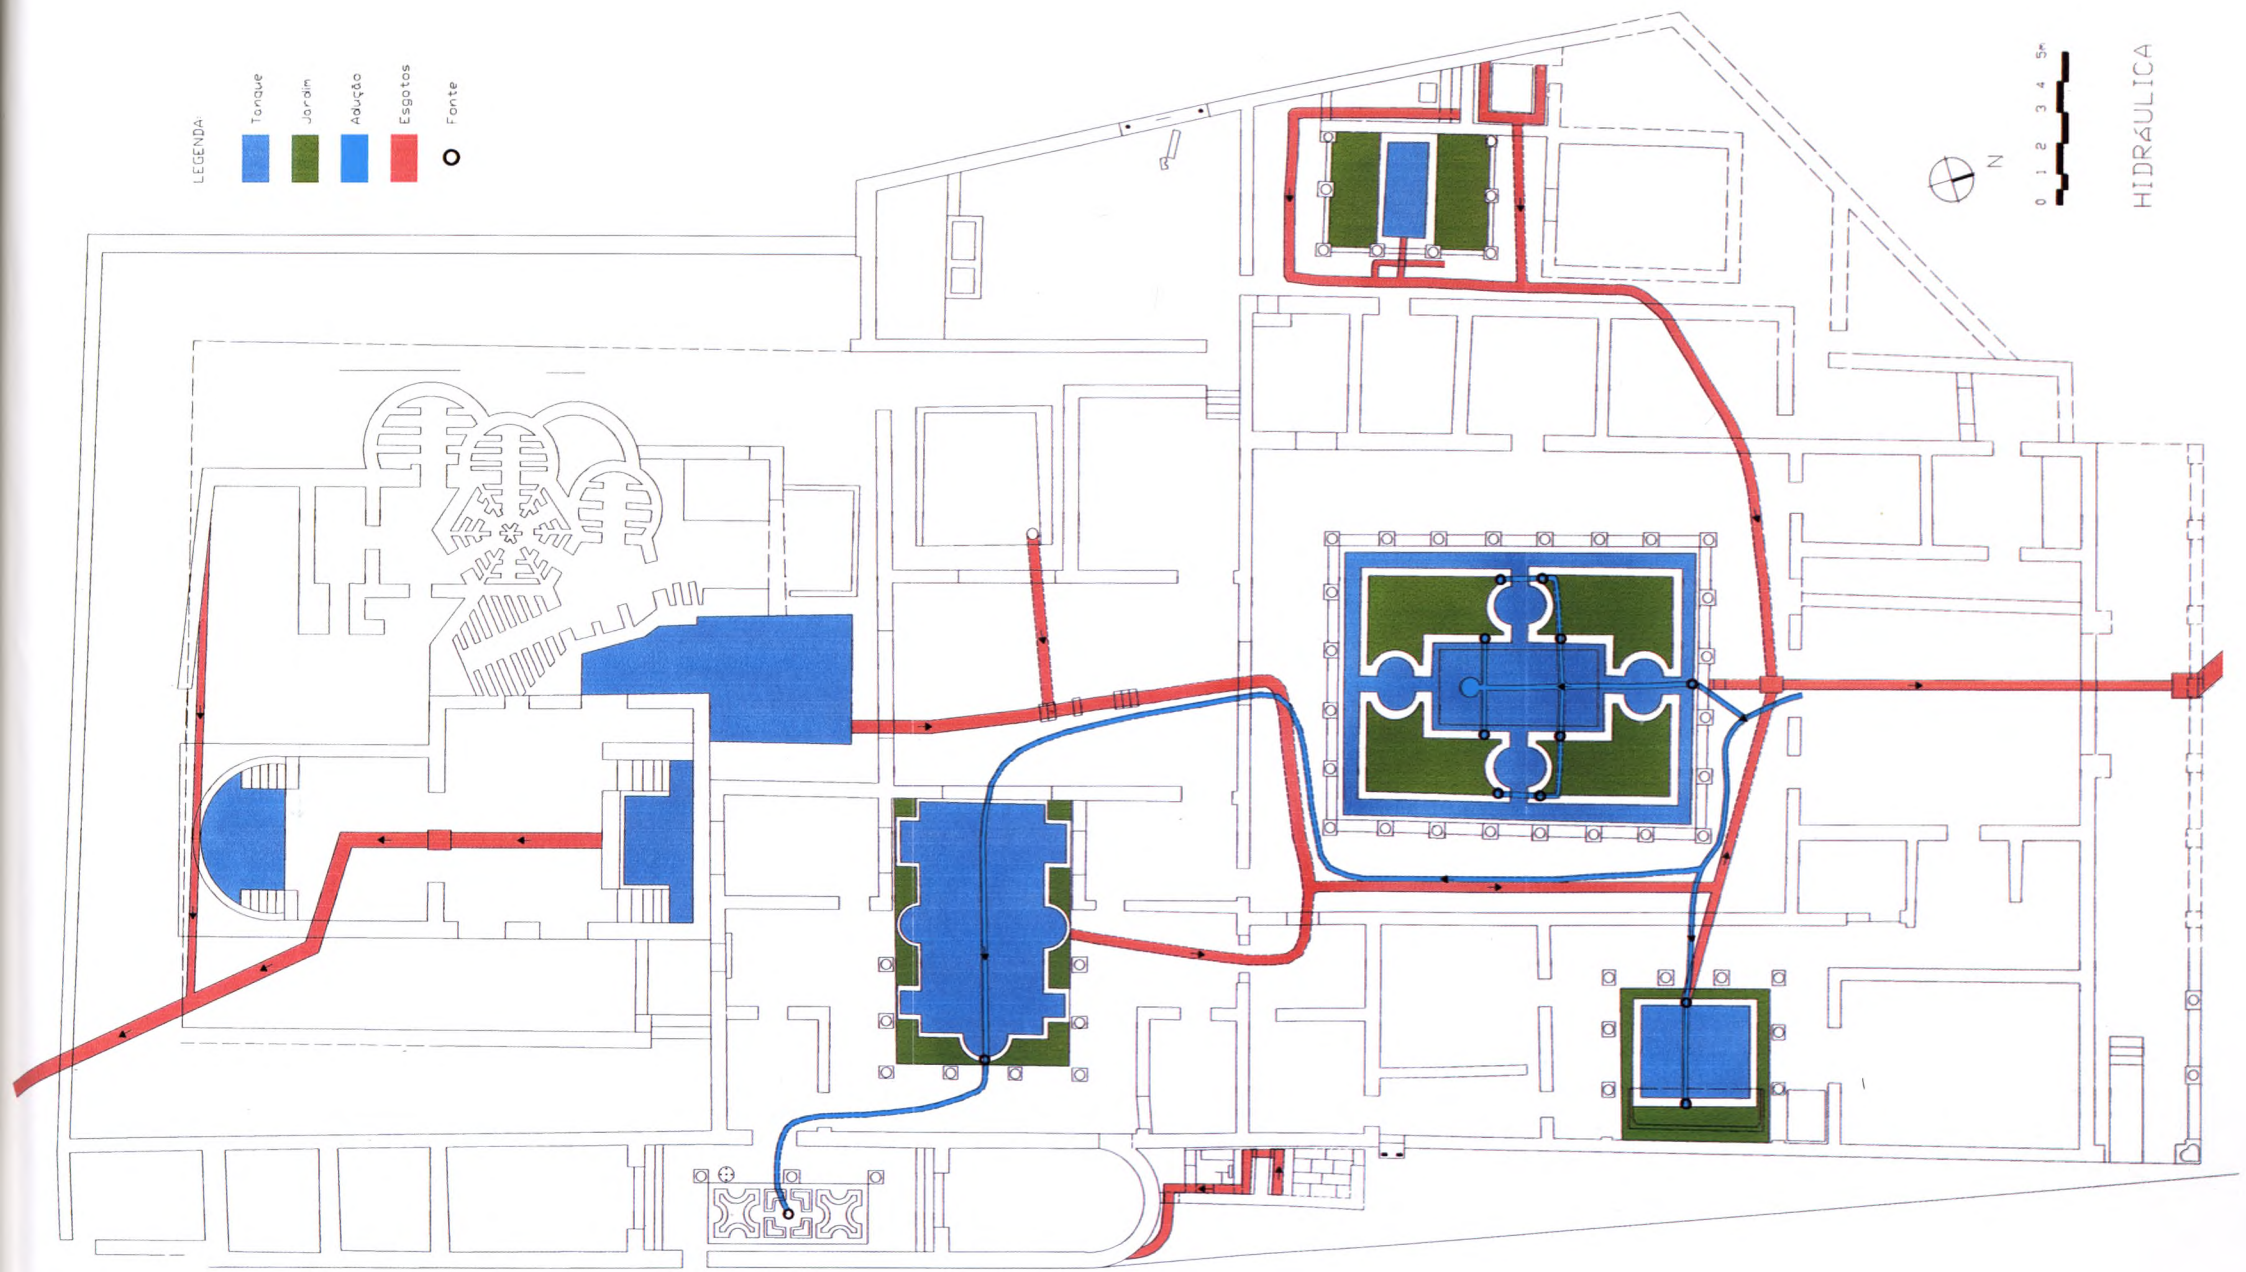 LEGENDA:
Tanque
Jardim
Adução
Esgotos
Fonte
N
0 1 2 3 4 5m
HIDRÁULICA